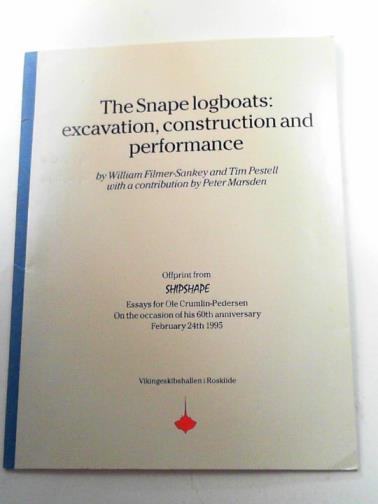 The Snape logboats:
excavation, construction and
performance
by William Filmer-Sankey and Tim Pestell
with a contribution by Peter Marsden
Offprint from
SHIPSHAPE
Essays for Ole Crumlin-Pedersen
On the occasion of his 60th anniversary
February 24th 1995
Vikingeskibshallen i Roskilde